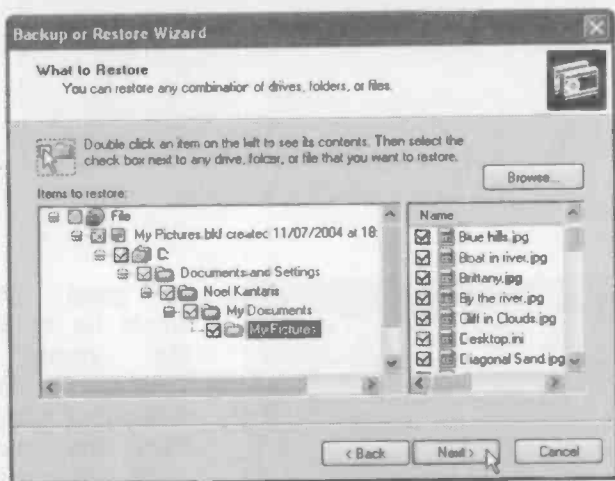 Backup or Restore Wizard
What to Restore
You can restore any combination of drives, folders, or files.
Double click an item on the left to see its contents. Then select the
check box next to any drive, folder, or file that you want to restore.
Browse...
Items to restore:
File
My Pictures.bkf created 11/07/2004 at 18:
D:
Documents and Settings
Noel Kantaris
My Documents
My Pictures
Name
Blue hills.jpg
Boat in river.jpg
Brittany.jpg
By the river.jpg
Cliff in Clouds.jpg
Desktop.ini
Diagonal Sand.jpg
< Back
Next >
Cancel